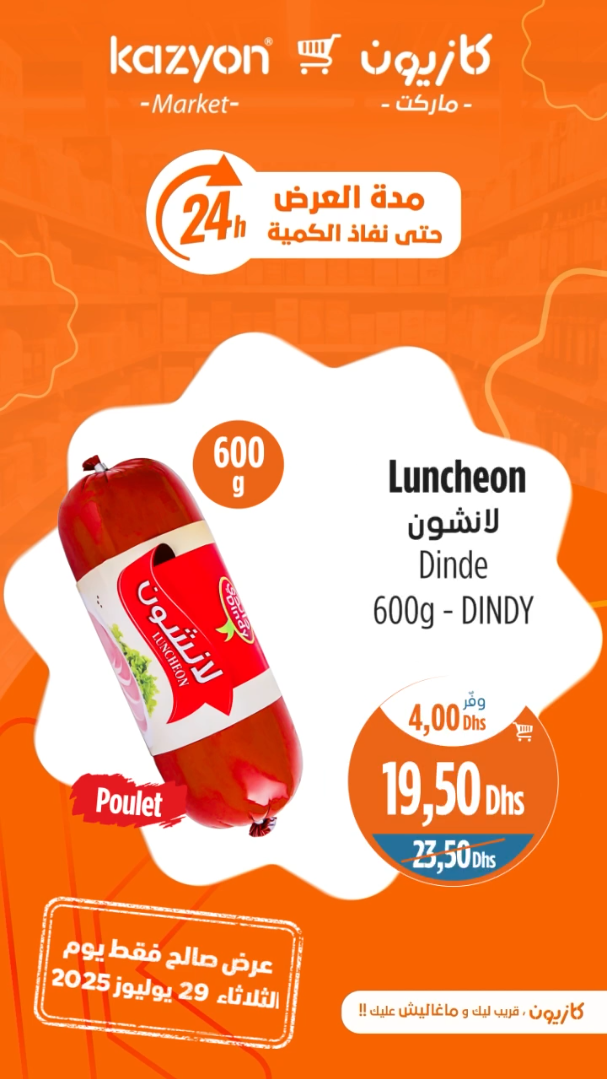 kazyon® كازيون
-Market- - ماركت -
24h
مدة العرض
حتى نفاذ الكمية
600
g
Luncheon
لانشون
Dinde
600g - DINDY
Dindy
لانشون
LUNCHEON
Poulet
وفّر
4,00 Dhs
19,50 Dhs
23,50 Dhs
عرض صالح فقط يوم
الثلاثاء 29 يوليوز 2025
كازيون ، قريب ليك و ماغاليش عليك !!